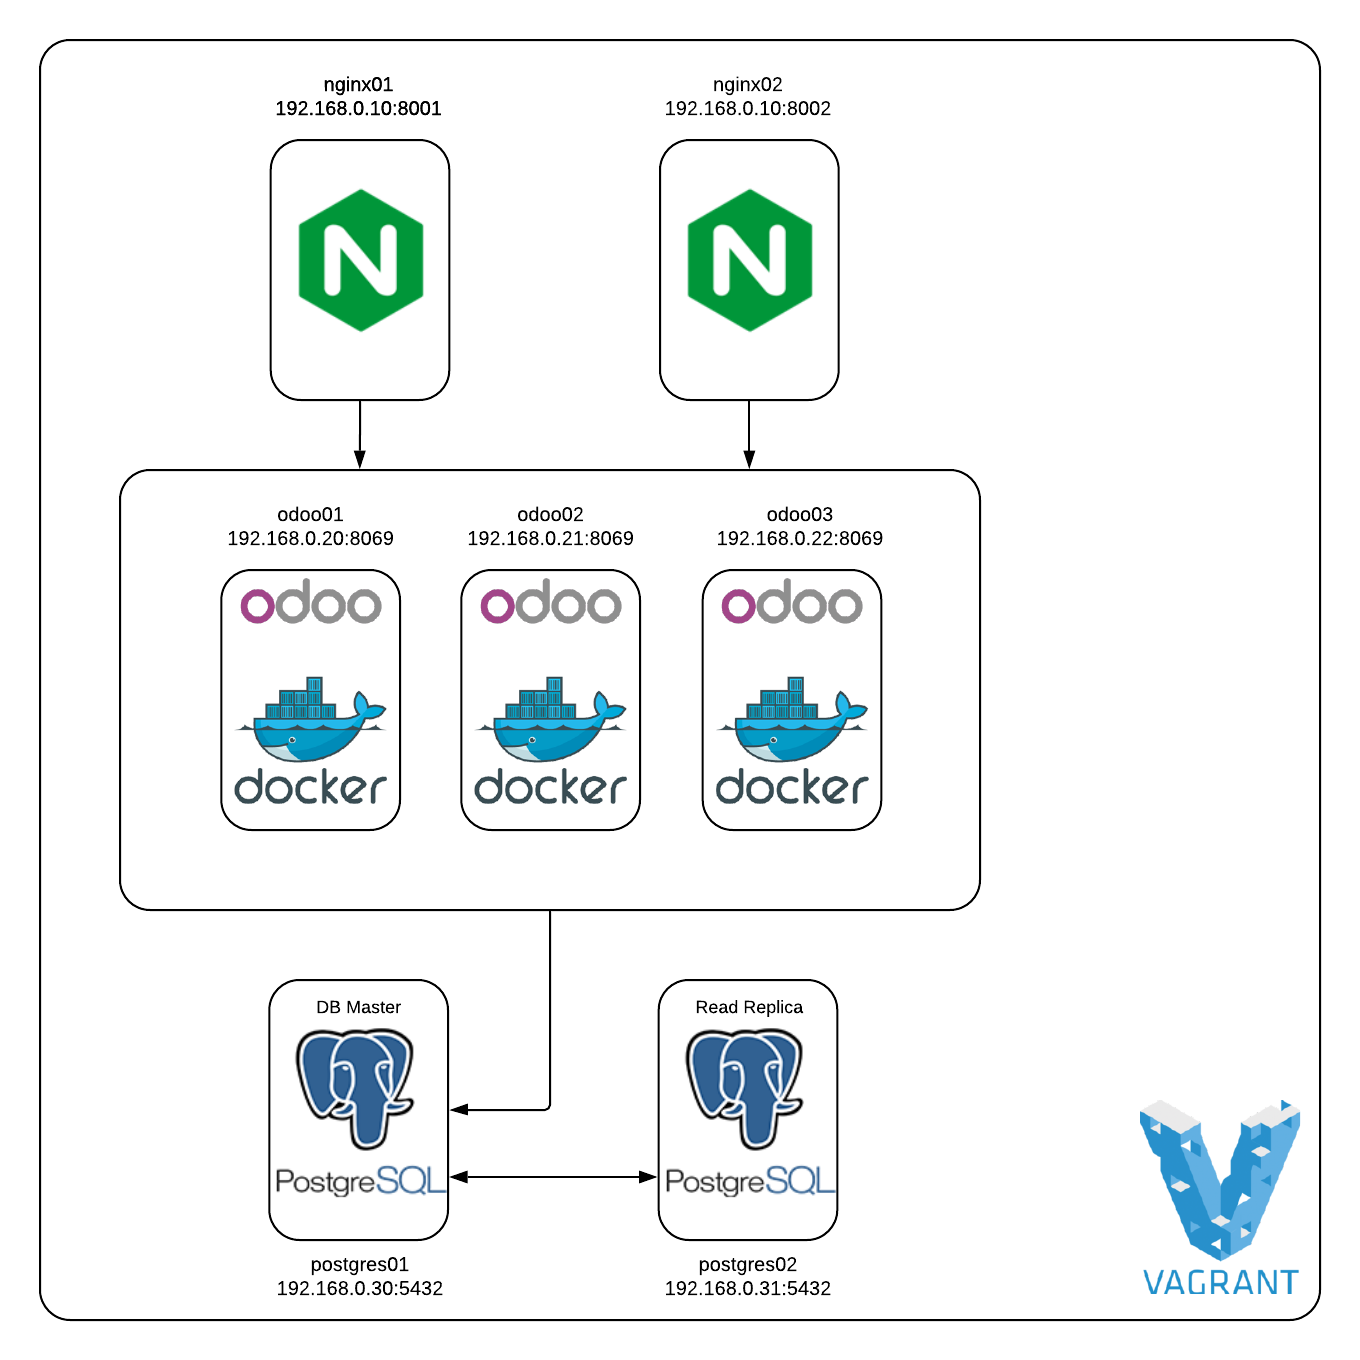 nginx01
192.168.0.10:8001
nginx02
192.168.0.10:8002
odoo01
192.168.0.20:8069
odoo02
192.168.0.21:8069
odoo03
192.168.0.22:8069
odoo
docker
odoo
docker
odoo
docker
DB Master
PostgreSQL
postgres01
192.168.0.30:5432
Read Replica
PostgreSQL
postgres02
192.168.0.31:5432
VAGRANT